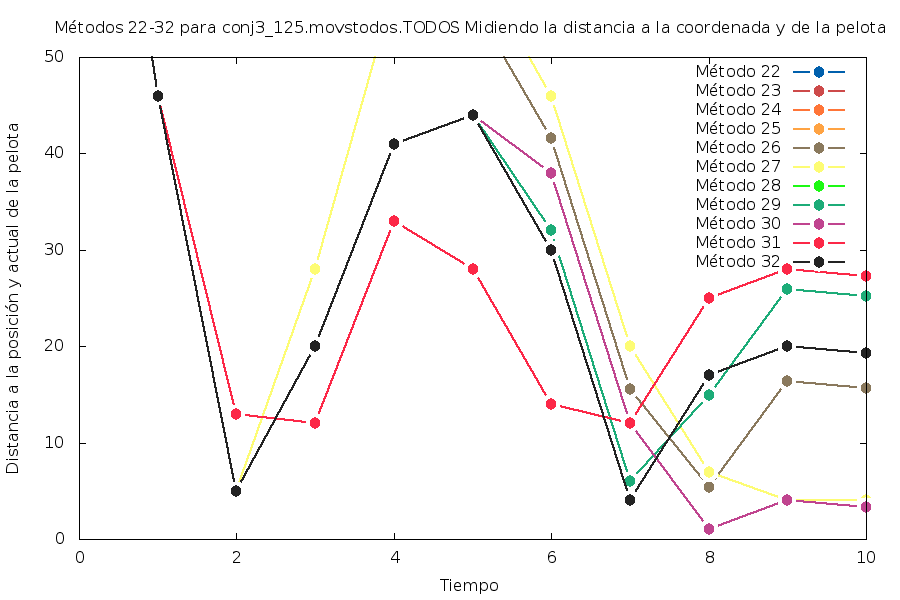 Métodos 22-32 para conj3_125.movstodos.TODOS Midiendo la distancia a la coordenada y de la pelota
Distancia a la posición y actual de la pelota
50
40
30
20
10
0
Método 22
Método 23
Método 24
Método 25
Método 26
Método 27
Método 28
Método 29
Método 30
Método 31
Método 32
0 2 4 6 8 10
Tiempo